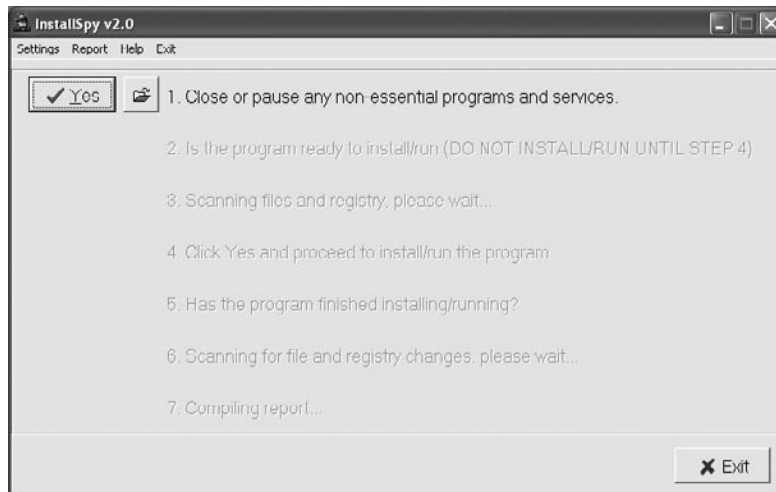 InstallSpy v2.0
Settings Report Help Exit
Yes 1. Close or pause any non-essential programs and services.
2. Is the program ready to install/run (DO NOT INSTALL/RUN UNTIL STEP 4)
3. Scanning files and registry, please wait...
4. Click Yes and proceed to install/run the program
5. Has the program finished installing/running?
6. Scanning for file and registry changes, please wait...
7. Compiling report...
Exit